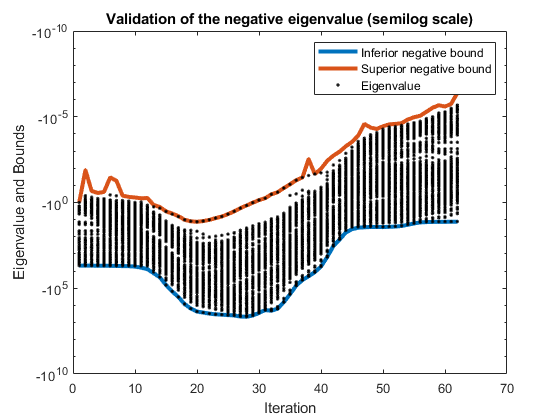 Validation of the negative eigenvalue (semilog scale)
-10^-10
Inferior negative bound
Superior negative bound
Eigenvalue
-10^-5
-10^0
-10^5
-10^10
Eigenvalue and Bounds
0 10 20 30 40 50 60 70
Iteration